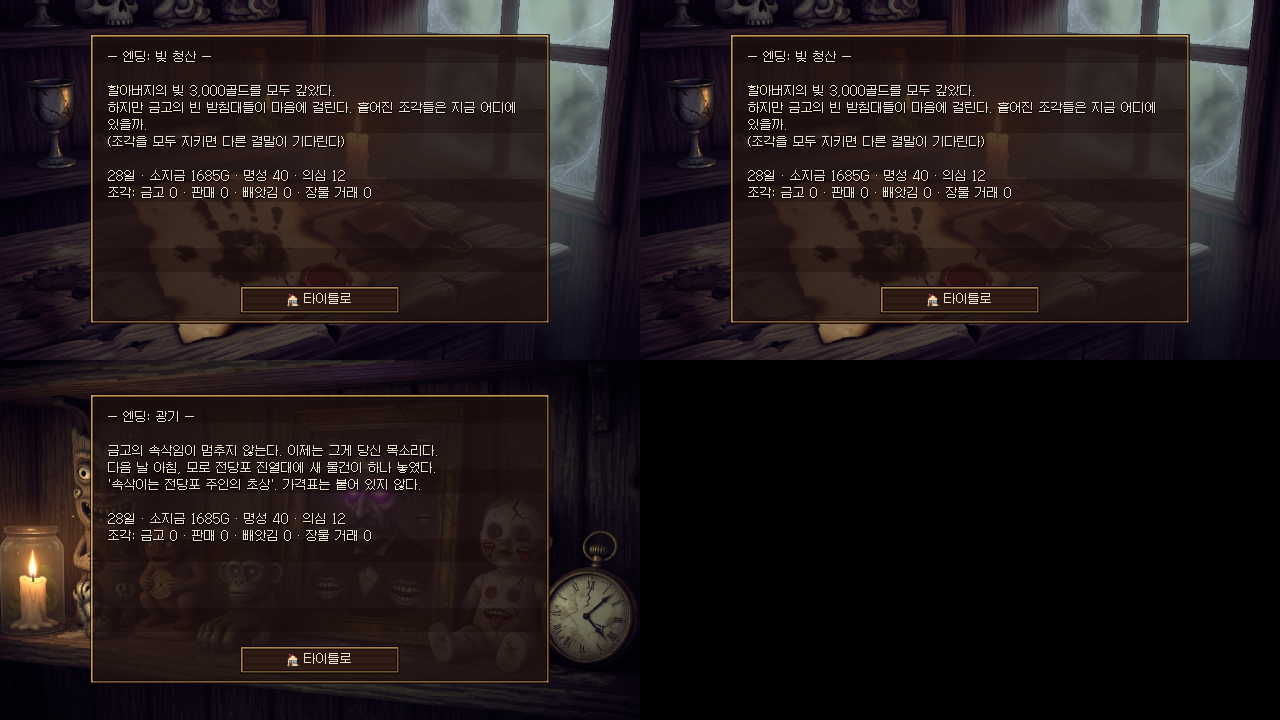 — 엔딩: 빚 청산 —
할아버지의 빚 3,000골드를 모두 갚았다.
하지만 금고의 빈 받침대들이 마음에 걸린다. 흩어진 조각들은 지금 어디에
있을까.
(조각을 모두 지키면 다른 결말이 기다린다)
28일 · 소지금 1685G · 명성 40 · 의심 12
조각: 금고 0 · 판매 0 · 빼앗김 0 · 장물 거래 0
타이틀로
— 엔딩: 빚 청산 —
할아버지의 빚 3,000골드를 모두 갚았다.
하지만 금고의 빈 받침대들이 마음에 걸린다. 흩어진 조각들은 지금 어디에
있을까.
(조각을 모두 지키면 다른 결말이 기다린다)
28일 · 소지금 1685G · 명성 40 · 의심 12
조각: 금고 0 · 판매 0 · 빼앗김 0 · 장물 거래 0
타이틀로
— 엔딩: 광기 —
금고의 속삭임이 멈추지 않는다. 이제는 그게 당신 목소리다.
다음 날 아침, 모로 전당포 진열대에 새 물건이 하나 놓였다.
'속삭이는 전당포 주인의 초상'. 가격표는 붙어 있지 않다.
28일 · 소지금 1685G · 명성 40 · 의심 12
조각: 금고 0 · 판매 0 · 빼앗김 0 · 장물 거래 0
타이틀로